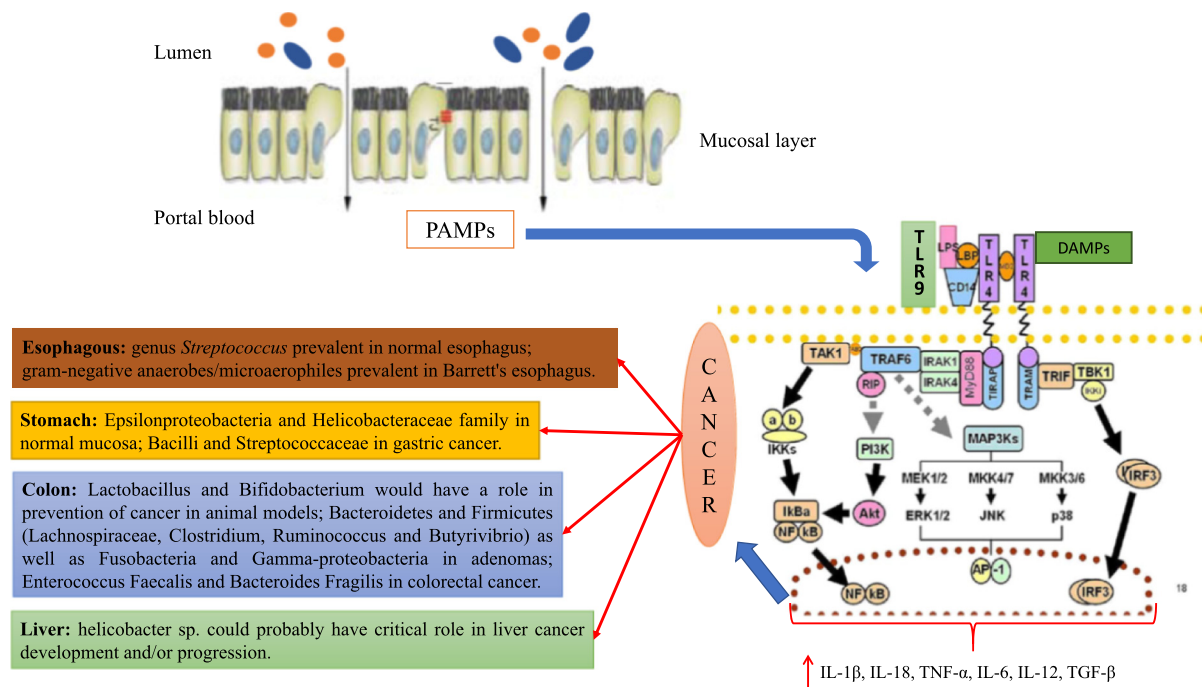 Lumen
TJ
Mucosal layer
Portal blood
PAMPs
TLR9
LPS
LBP
CD14
TLR4
TLR4
DAMPs
CANCER
Esophagous: genus Streptococcus prevalent in normal esophagus;
gram-negative anaerobes/microaerophiles prevalent in Barrett's esophagus.
Stomach: Epsilonproteobacteria and Helicobacteraceae family in
normal mucosa; Bacilli and Streptococcaceae in gastric cancer.
Colon: Lactobacillus and Bifidobacterium would have a role in
prevention of cancer in animal models; Bacteroidetes and Firmicutes
(Lachnospiraceae, Clostridium, Ruminococcus and Butyrivibrio) as
well as Fusobacteria and Gamma-proteobacteria in adenomas;
Enterococcus Faecalis and Bacteroides Fragilis in colorectal cancer.
Liver: helicobacter sp. could probably have critical role in liver cancer
development and/or progression.
TAK1
TRAF6
IRAK1
IRAK4
MyD88
TIRAP
TRAM
TRIF
TBK1
IKKi
RIP
a b
IKKs
PI3K
MAP3Ks
MEK1/2 MKK4/7 MKK3/6
IRF3
IkBa
NF kB
Akt
ERK1/2 JNK p38
AP -1
NF kB
IRF3
18
IL-1β, IL-18, TNF-α, IL-6, IL-12, TGF-β